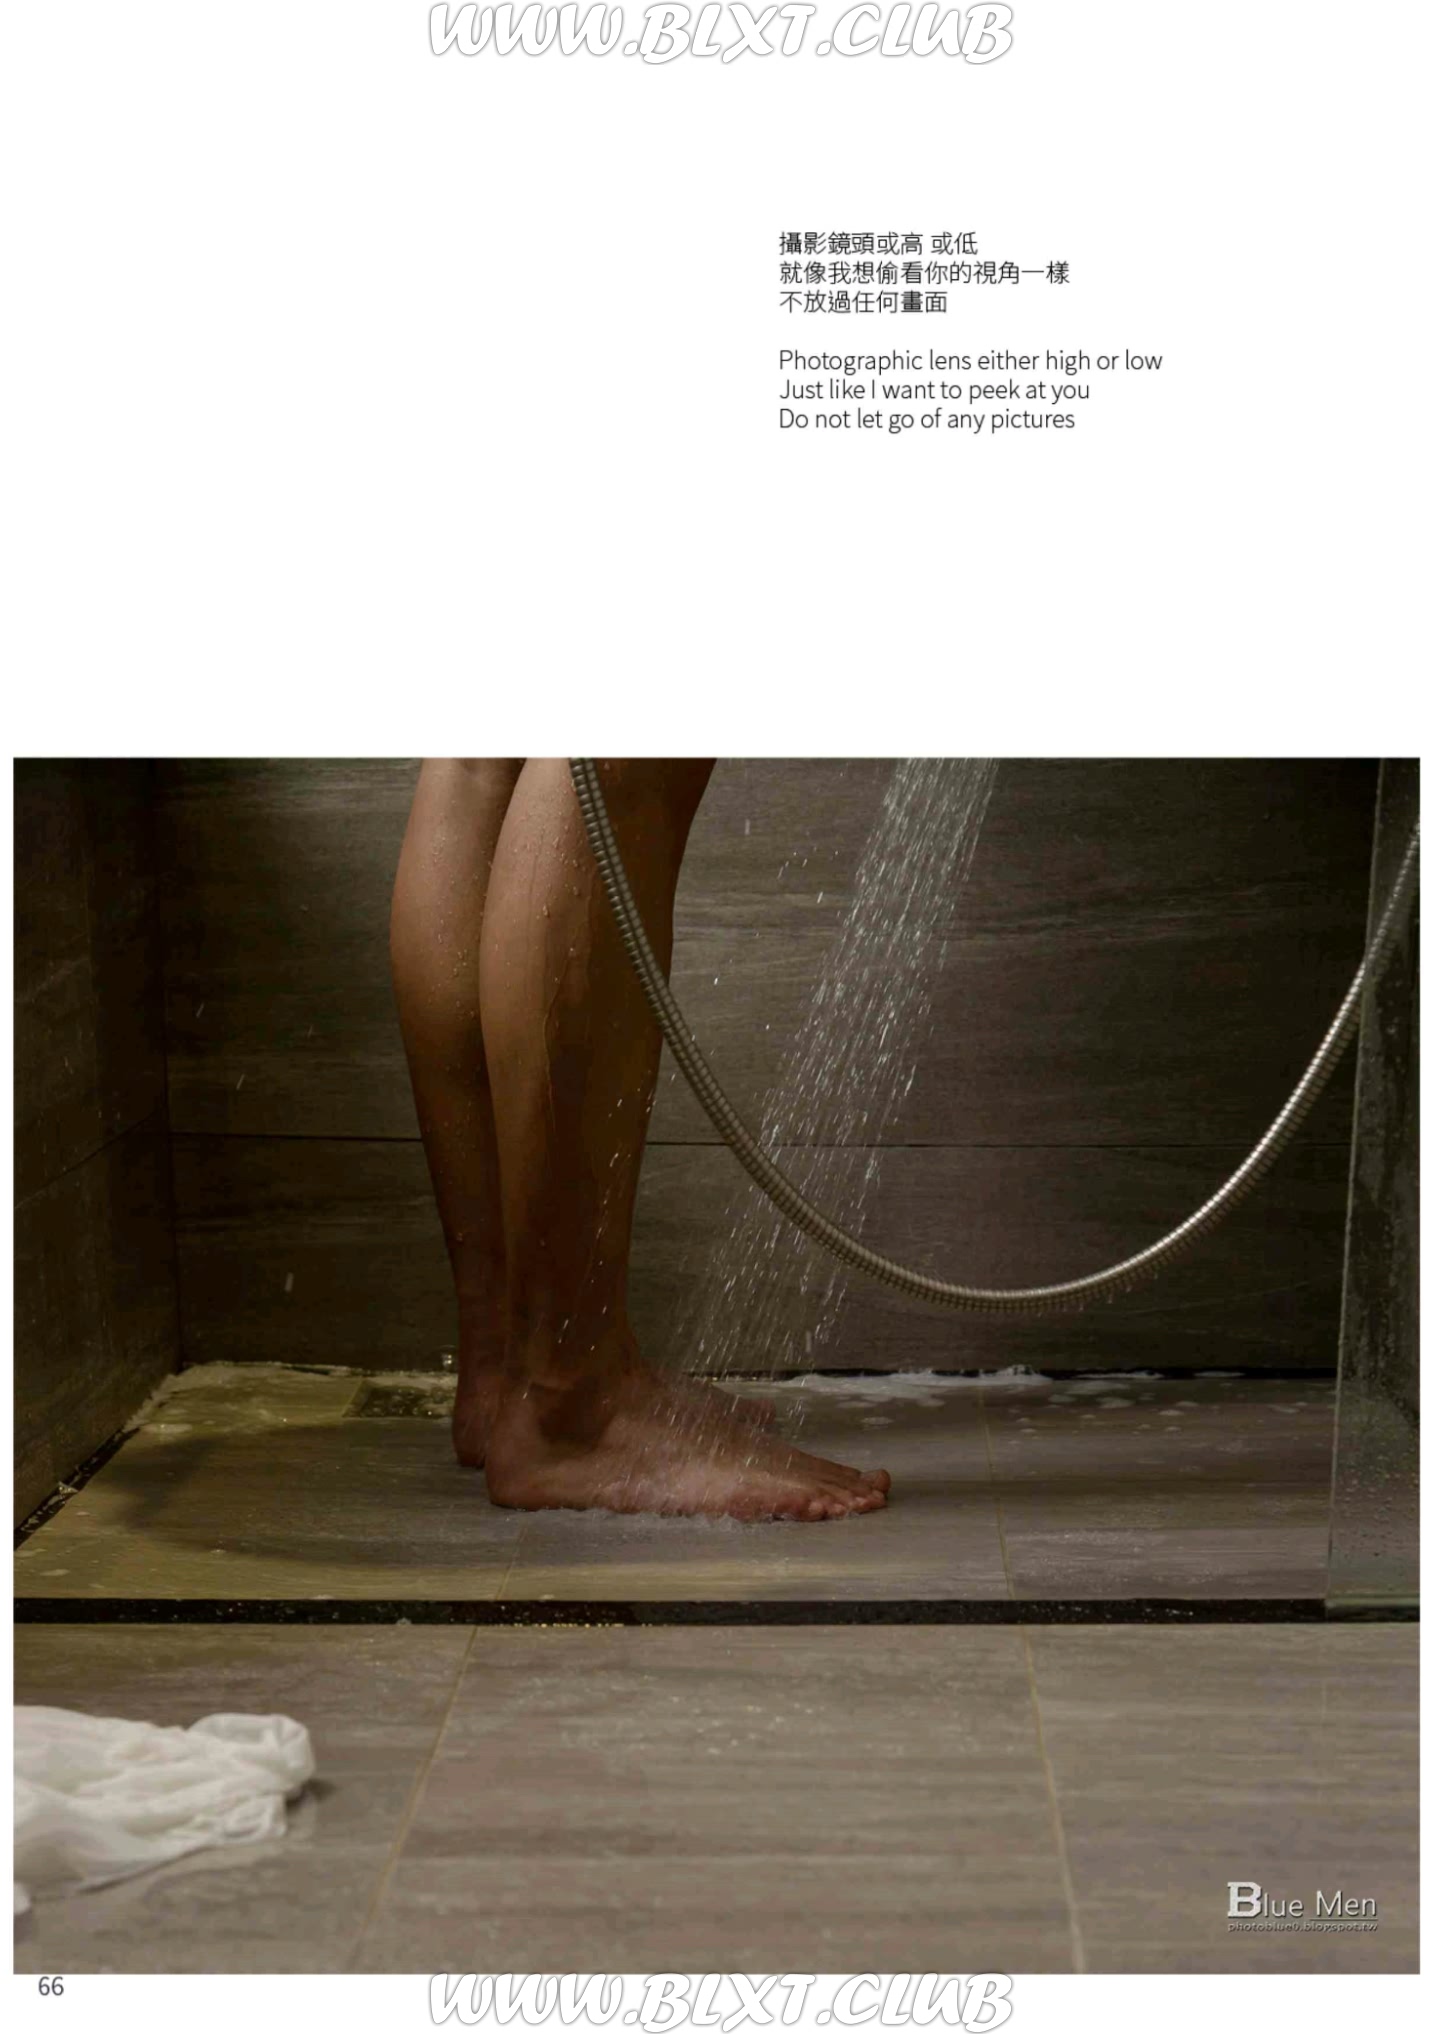 WWW.BLXT.CLUB
攝影鏡頭或高 或低
就像我想偷看你的視角一樣
不放過任何畫面
Photographic lens either high or low
Just like I want to peek at you
Do not let go of any pictures
Blue Men
photoblue0.blogspot.tw
66
WWW.BLXT.CLUB